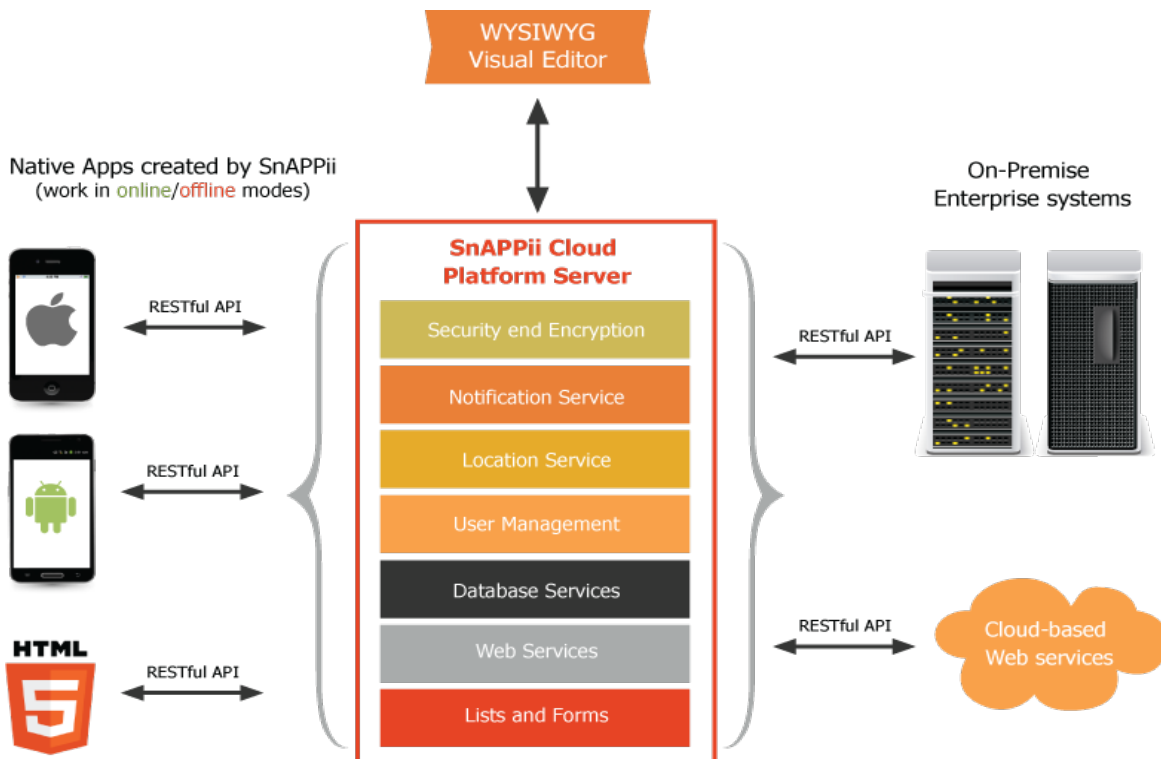 WYSIWYG
Visual Editor
Native Apps created by SnAPPii
(work in online/offline modes)
On-Premise
Enterprise systems
SnAPPii Cloud
Platform Server
RESTful API
Security end Encryption
RESTful API
Notification Service
Location Service
RESTful API
User Management
Database Services
RESTful API
Cloud-based
Web services
HTML
5
Web Services
RESTful API
Lists and Forms